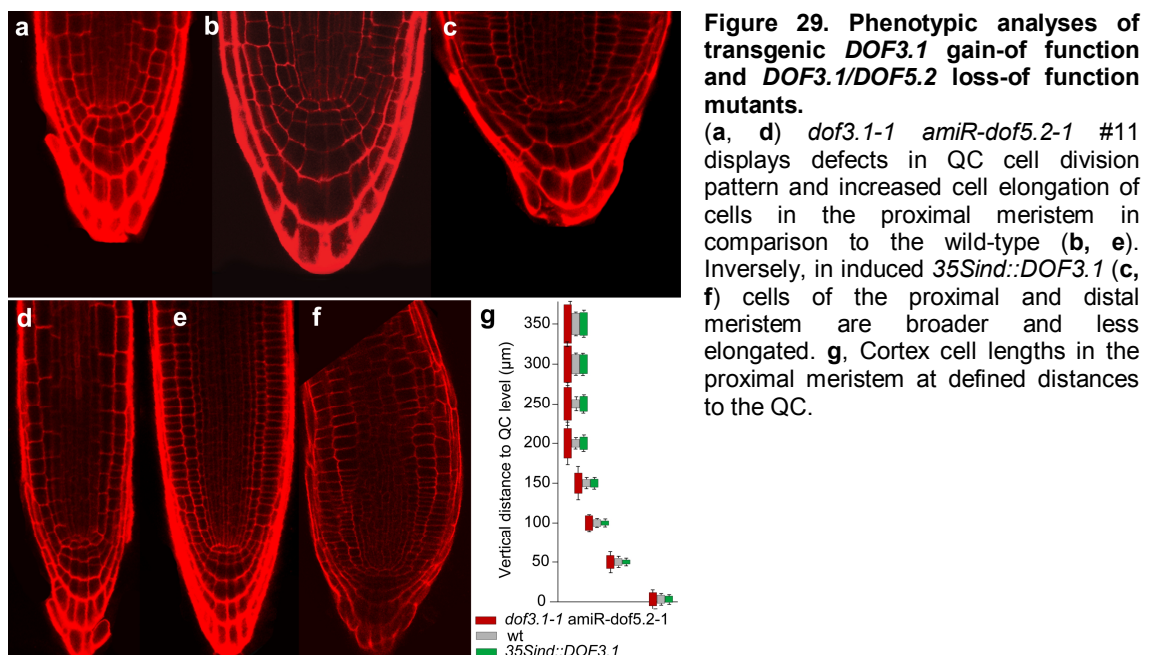 a
b
c
d
e
f
g
Vertical distance to QC level (µm)
350
300
250
200
150
100
50
0
dof3.1-1 amiR-dof5.2-1
wt
35Sind::DOF3.1
Figure 29. Phenotypic analyses of
transgenic DOF3.1 gain-of function
and DOF3.1/DOF5.2 loss-of function
mutants.
(a, d) dof3.1-1 amiR-dof5.2-1 #11
displays defects in QC cell division
pattern and increased cell elongation of
cells in the proximal meristem in
comparison to the wild-type (b, e).
Inversely, in induced 35Sind::DOF3.1 (c,
f) cells of the proximal and distal
meristem are broader and less
elongated. g, Cortex cell lengths in the
proximal meristem at defined distances
to the QC.